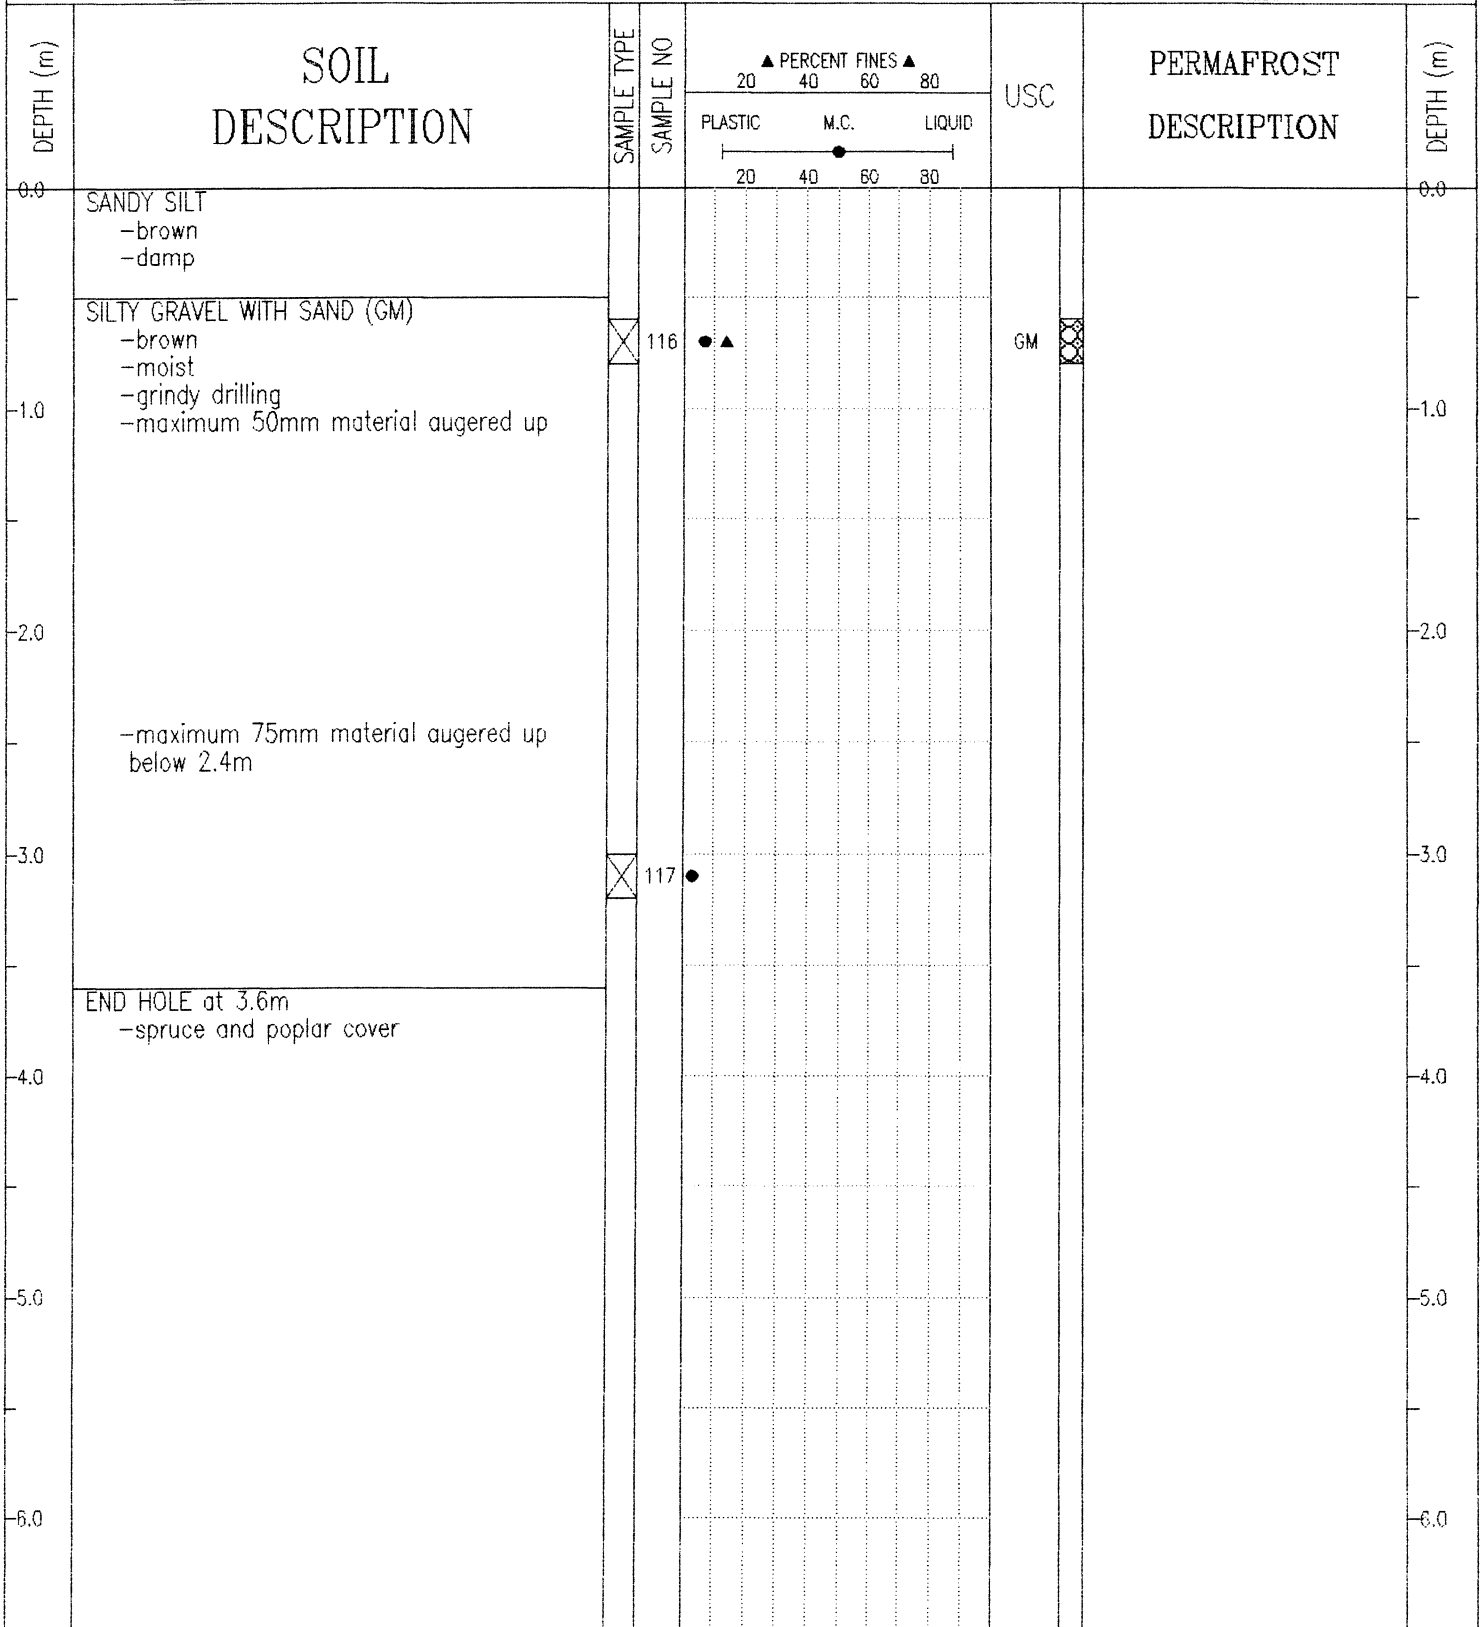 DEPTH (m)
SOIL
DESCRIPTION
SAMPLE TYPE
SAMPLE NO
▲ PERCENT FINES ▲
20 40 60 80
PLASTIC M.C. LIQUID
20 40 60 80
USC
PERMAFROST
DESCRIPTION
DEPTH (m)
0.0
SANDY SILT
-brown
-damp
0.0
SILTY GRAVEL WITH SAND (GM)
-brown
116
GM
-moist
-grindy drilling
1.0
-maximum 50mm material augered up
1.0
2.0
2.0
-maximum 75mm material augered up
below 2.4m
3.0
3.0
117
END HOLE at 3.6m
-spruce and poplar cover
4.0
4.0
5.0
5.0
6.0
6.0